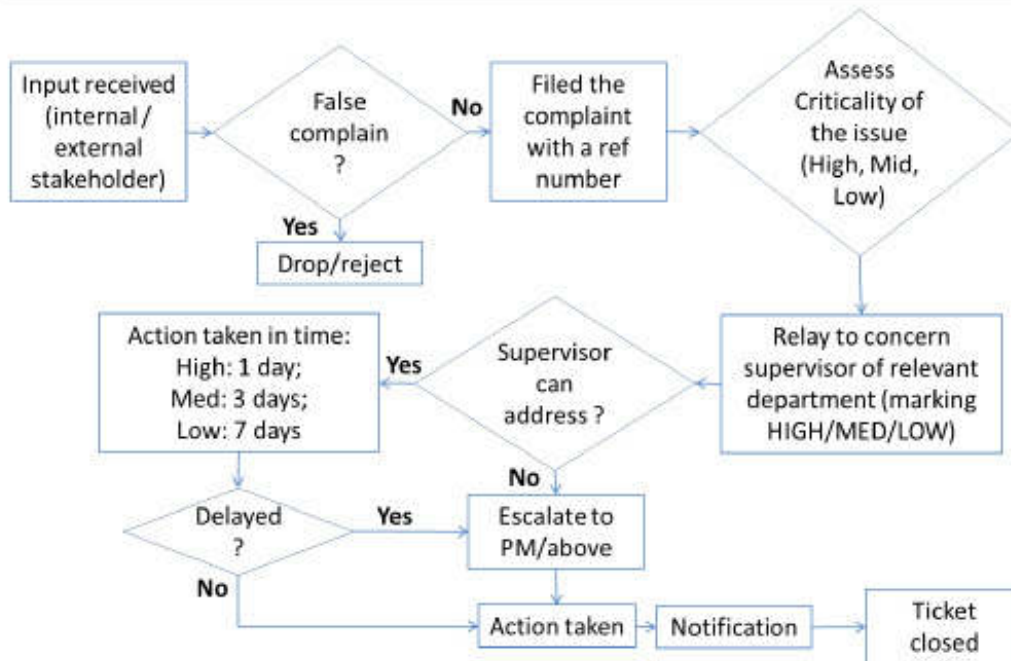 Input received
(internal /
external
stakeholder)
False
complain
?
No
Filed the
complaint
with a ref
number
Assess
Criticality of
the issue
(High, Mid,
Low)
Yes
Drop/reject
Action taken in time:
High: 1 day;
Med: 3 days;
Low: 7 days
Yes
Supervisor
can
address ?
Relay to concern
supervisor of relevant
department (marking
HIGH/MED/LOW)
No
Delayed
?
Yes
Escalate to
PM/above
No
Action taken
Notification
Ticket
closed